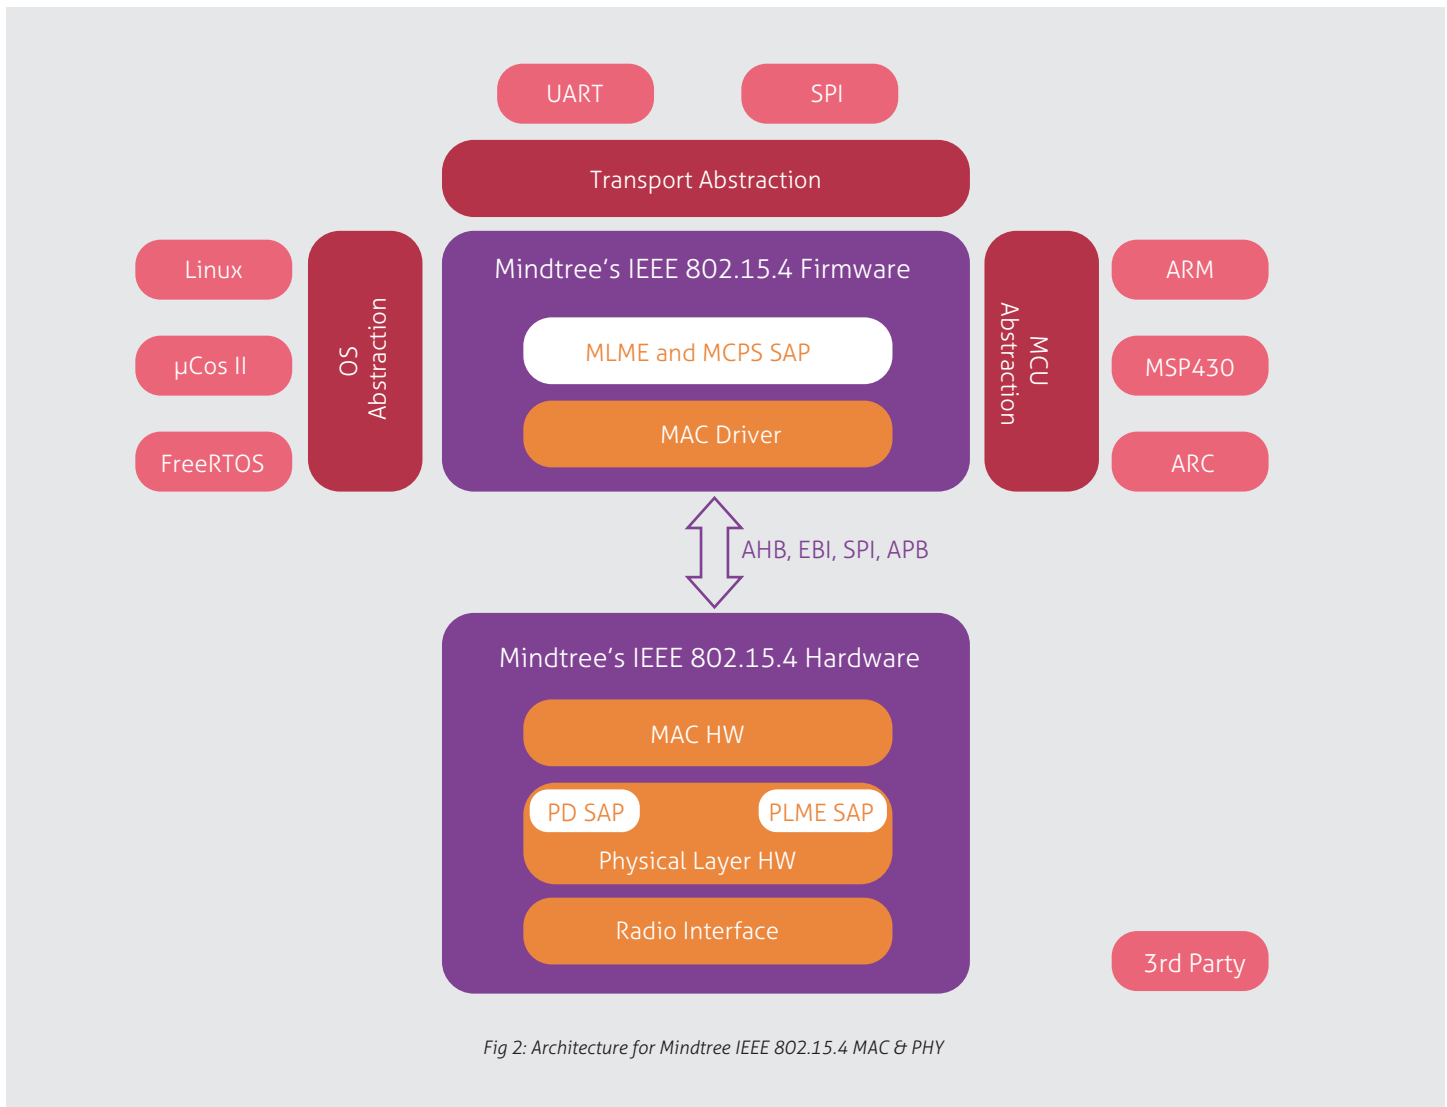 UART
SPI
Transport Abstraction
Linux
µCos II
FreeRTOS
OS
Abstraction
Mindtree’s IEEE 802.15.4 Firmware
MLME and MCPS SAP
MAC Driver
MCU
Abstraction
ARM
MSP430
ARC
AHB, EBI, SPI, APB
Mindtree’s IEEE 802.15.4 Hardware
MAC HW
PD SAP
PLME SAP
Physical Layer HW
Radio Interface
3rd Party
Fig 2: Architecture for Mindtree IEEE 802.15.4 MAC & PHY